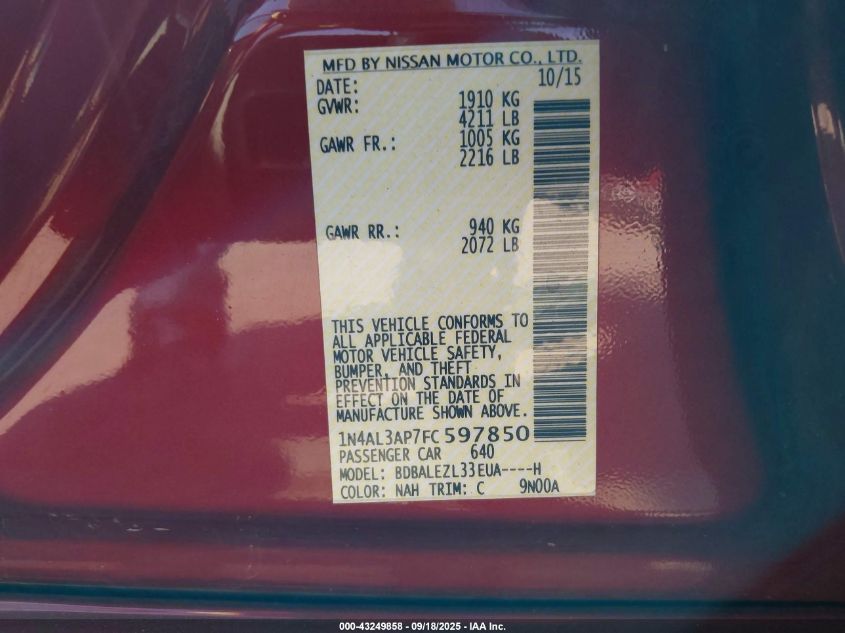 MFD BY NISSAN MOTOR CO., LTD.
DATE: 10/15
GVWR: 1910 KG
4211 LB
GAWR FR.: 1005 KG
2216 LB
GAWR RR.: 940 KG
2072 LB
THIS VEHICLE CONFORMS TO
ALL APPLICABLE FEDERAL
MOTOR VEHICLE SAFETY,
BUMPER, AND THEFT
PREVENTION STANDARDS IN
EFFECT ON THE DATE OF
MANUFACTURE SHOWN ABOVE.
1N4AL3AP7FC597850
PASSENGER CAR 640
MODEL: BDBALEZL33EUA----H
COLOR: NAH TRIM: C 9N00A
000-43249858 - 09/18/2025 - IAA Inc.